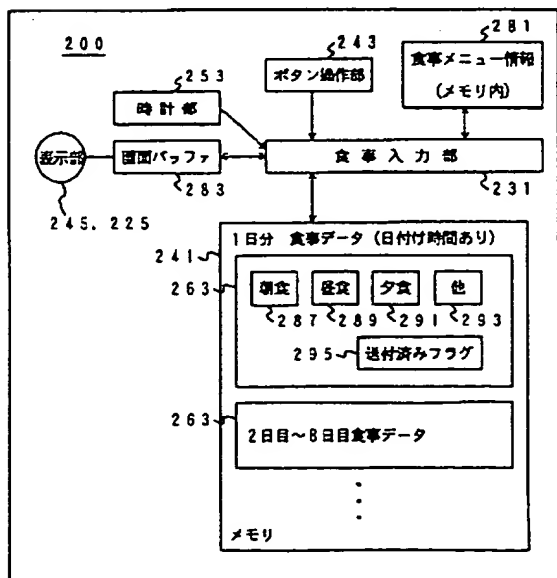 200
281
243
253
食事メニュー情報
(メモリ内)
ボタン操作部
時計部
表示部
画面バッファ
食事入力部
283
231
245,225
1日分 食事データ(日付け時間あり)
241
263
朝食
昼食
夕食
他
287
289
291
293
295
送付済みフラグ
263
2日目~8日目食事データ
メモリ